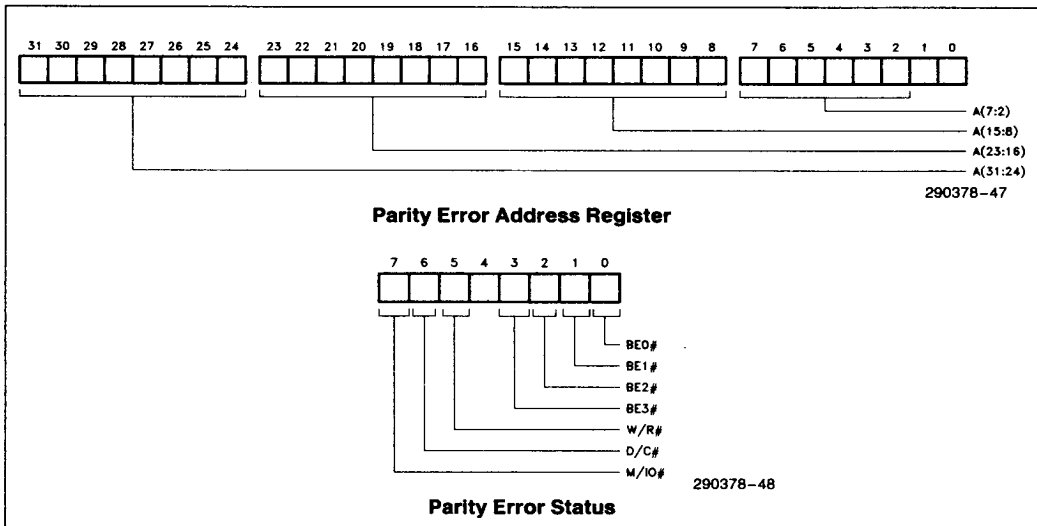 31 30 29 28 27 26 25 24 23 22 21 20 19 18 17 16 15 14 13 12 11 10 9 8 7 6 5 4 3 2 1 0
A(7:2)
A(15:8)
A(23:16)
A(31:24)
290378-47
Parity Error Address Register
7 6 5 4 3 2 1 0
BE0#
BE1#
BE2#
BE3#
W/R#
D/C#
M/IO#
290378-48
Parity Error Status